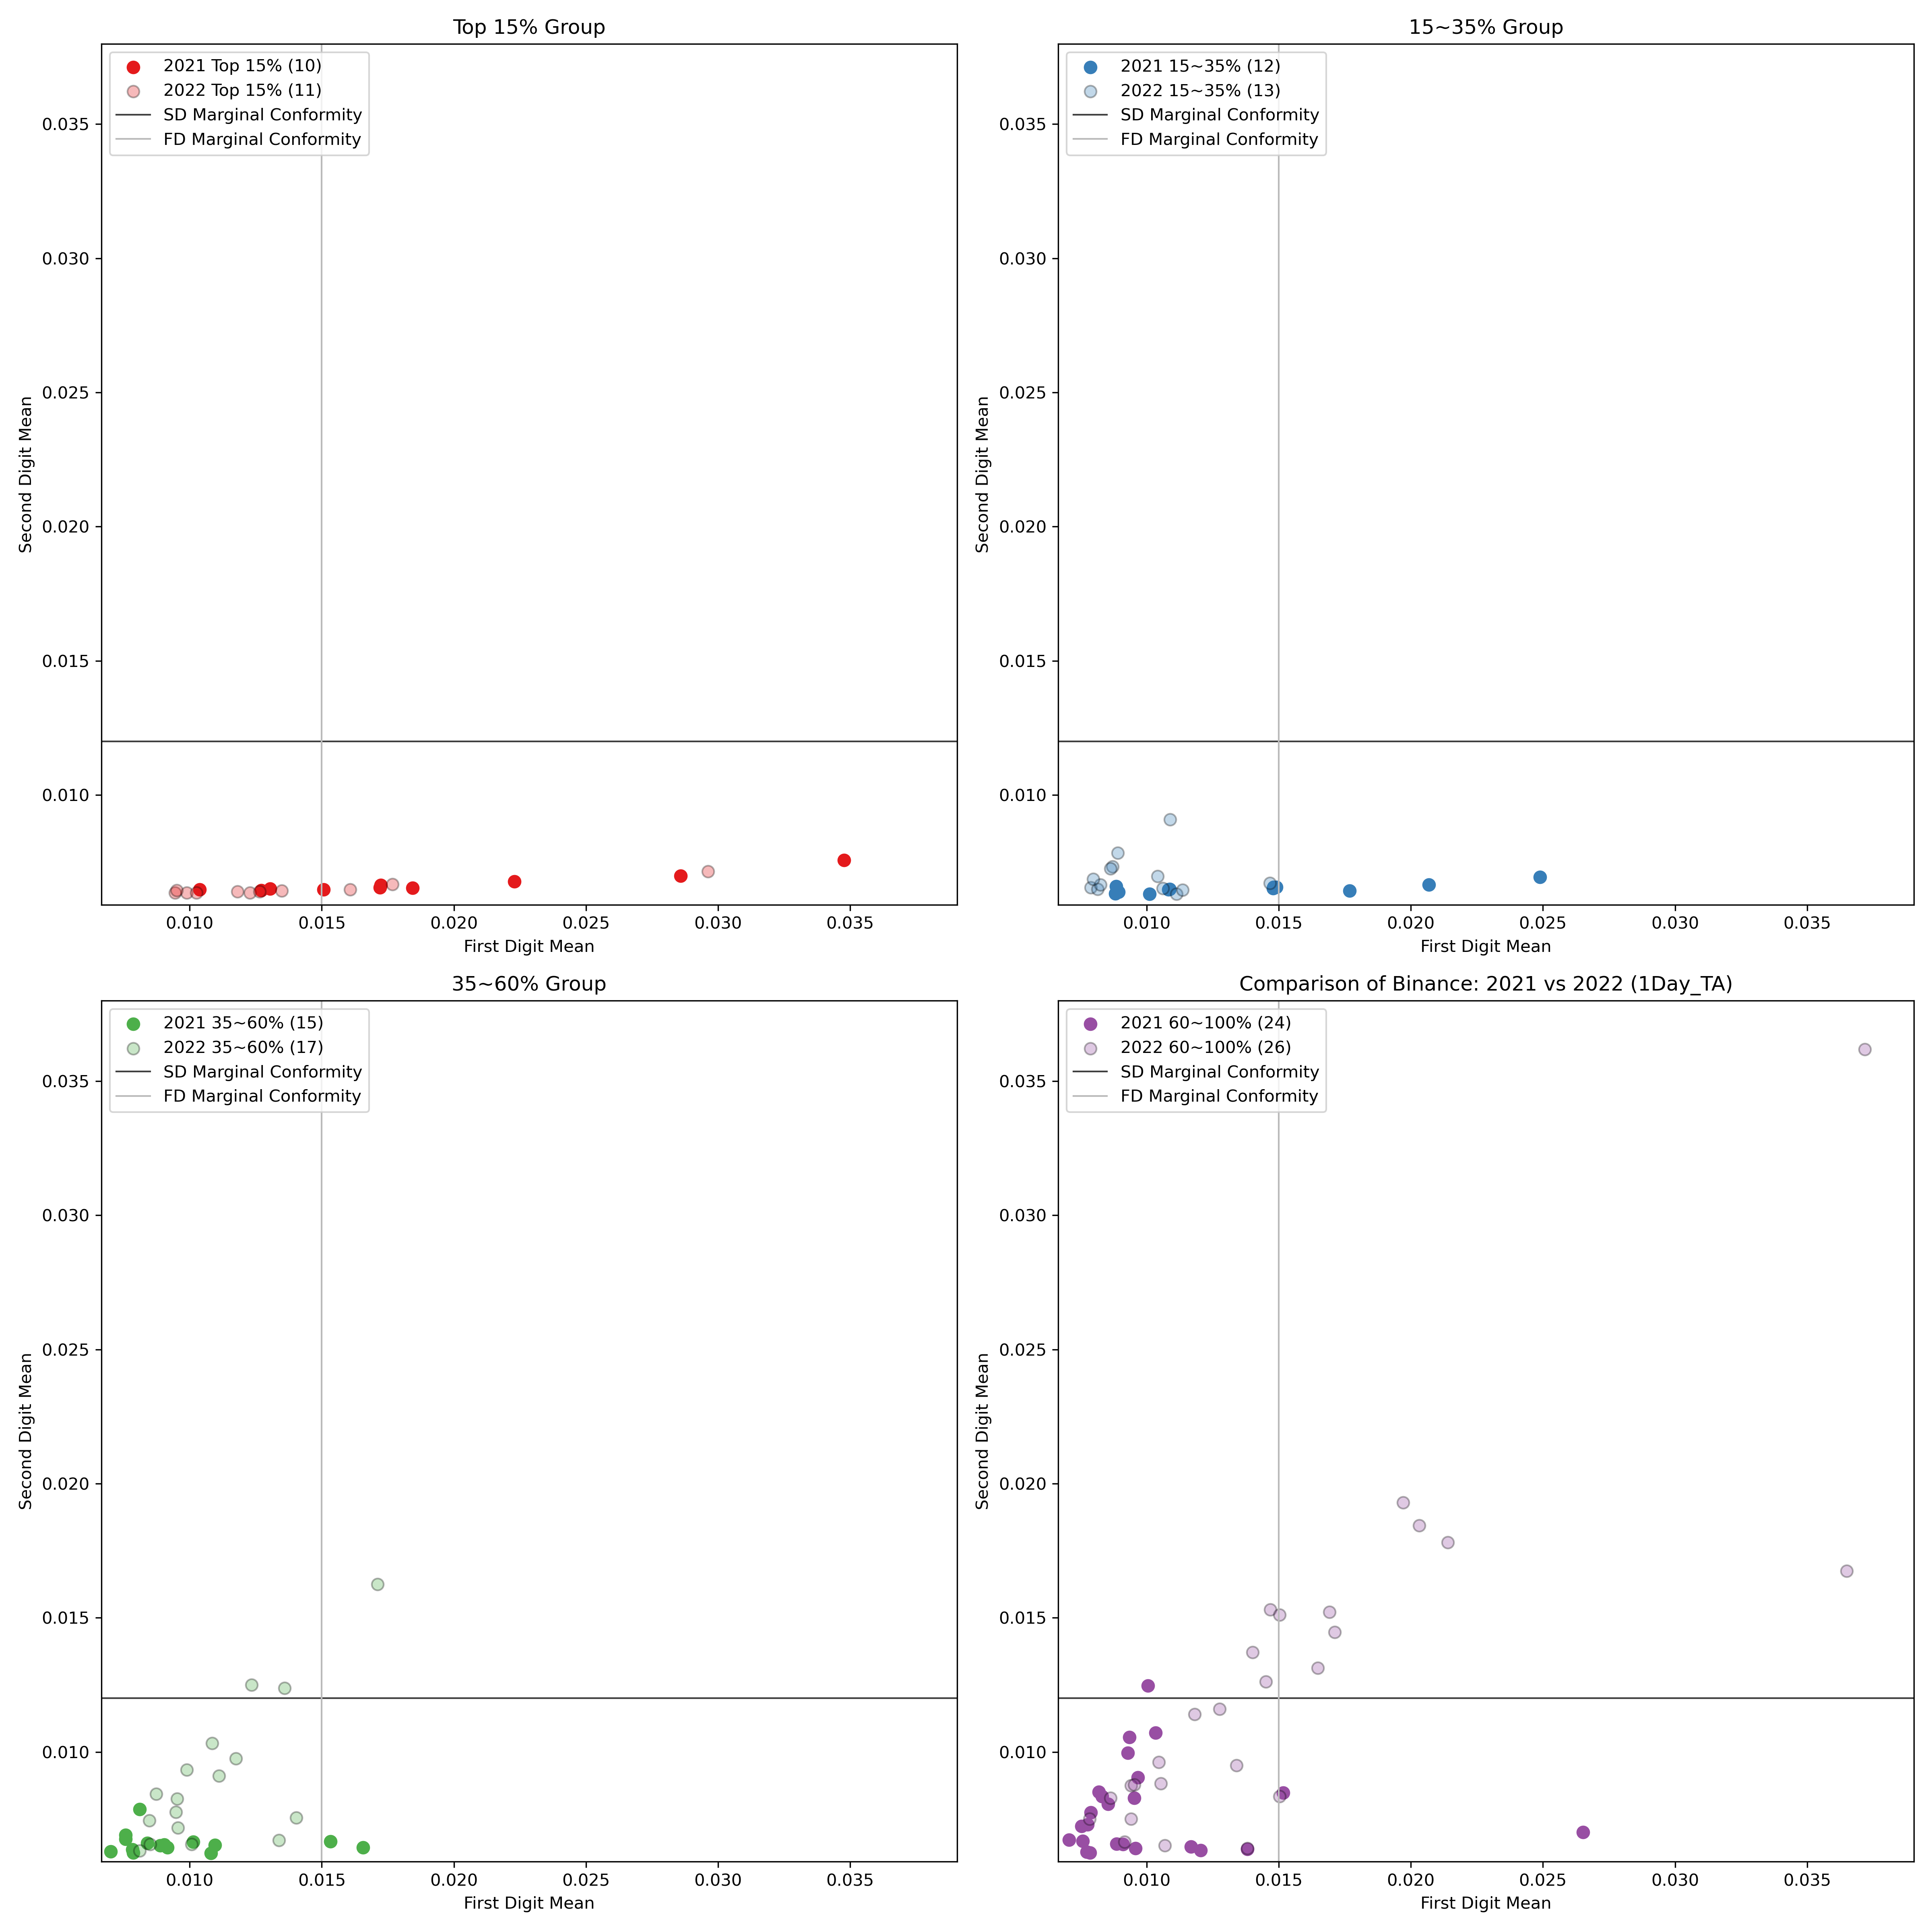 Top 15% Group
2021 Top 15% (10)
2022 Top 15% (11)
SD Marginal Conformity
FD Marginal Conformity
0.035
0.030
0.025
0.020
0.015
0.010
Second Digit Mean
0.010 0.015 0.020 0.025 0.030 0.035
First Digit Mean
15~35% Group
2021 15~35% (12)
2022 15~35% (13)
SD Marginal Conformity
FD Marginal Conformity
0.035
0.030
0.025
0.020
0.015
0.010
Second Digit Mean
0.010 0.015 0.020 0.025 0.030 0.035
First Digit Mean
35~60% Group
2021 35~60% (15)
2022 35~60% (17)
SD Marginal Conformity
FD Marginal Conformity
0.035
0.030
0.025
0.020
0.015
0.010
Second Digit Mean
0.010 0.015 0.020 0.025 0.030 0.035
First Digit Mean
Comparison of Binance: 2021 vs 2022 (1Day_TA)
2021 60~100% (24)
2022 60~100% (26)
SD Marginal Conformity
FD Marginal Conformity
0.035
0.030
0.025
0.020
0.015
0.010
Second Digit Mean
0.010 0.015 0.020 0.025 0.030 0.035
First Digit Mean